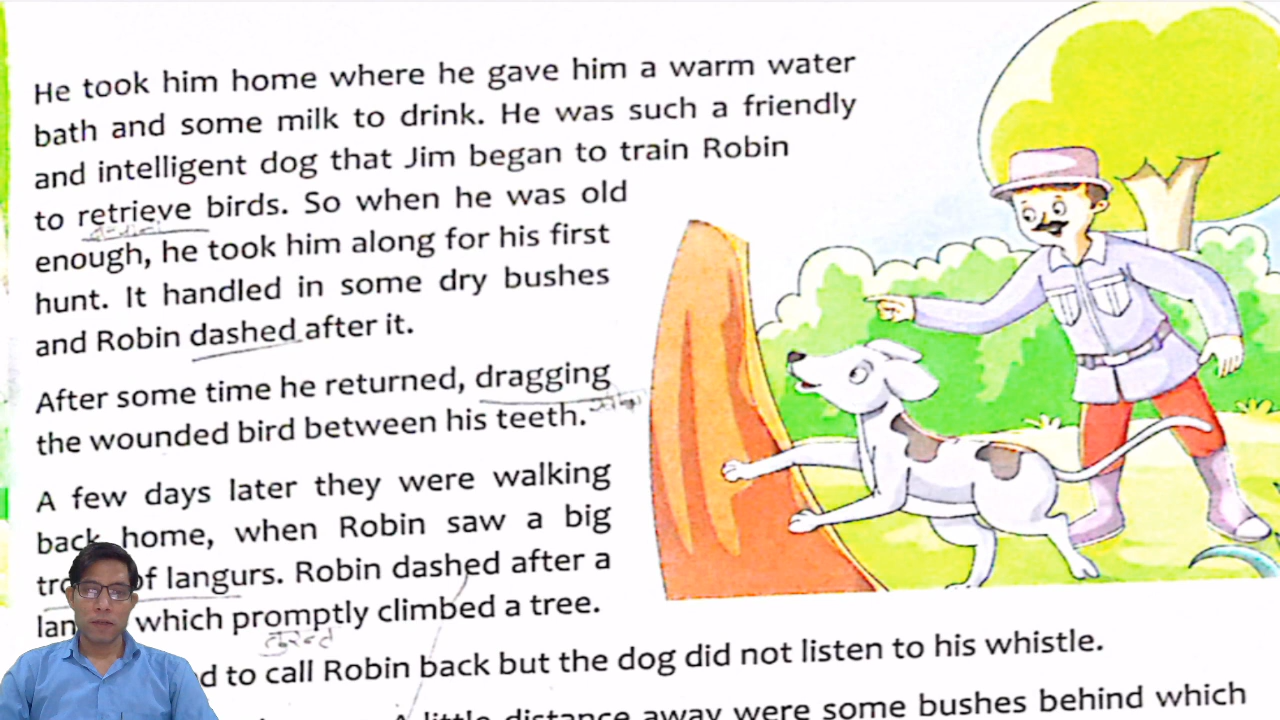 He took him home where he gave him a warm water
bath and some milk to drink. He was such a friendly
and intelligent dog that Jim began to train Robin
to retrieve birds. So when he was old
enough, he took him along for his first
hunt. It handled in some dry bushes
and Robin dashed after it.
After some time he returned, dragging
the wounded bird between his teeth.
A few days later they were walking
back home, when Robin saw a big
of langurs. Robin dashed after a
which promptly climbed a tree.
to call Robin back but the dog did not listen to his whistle.
A little distance away were some bushes behind which